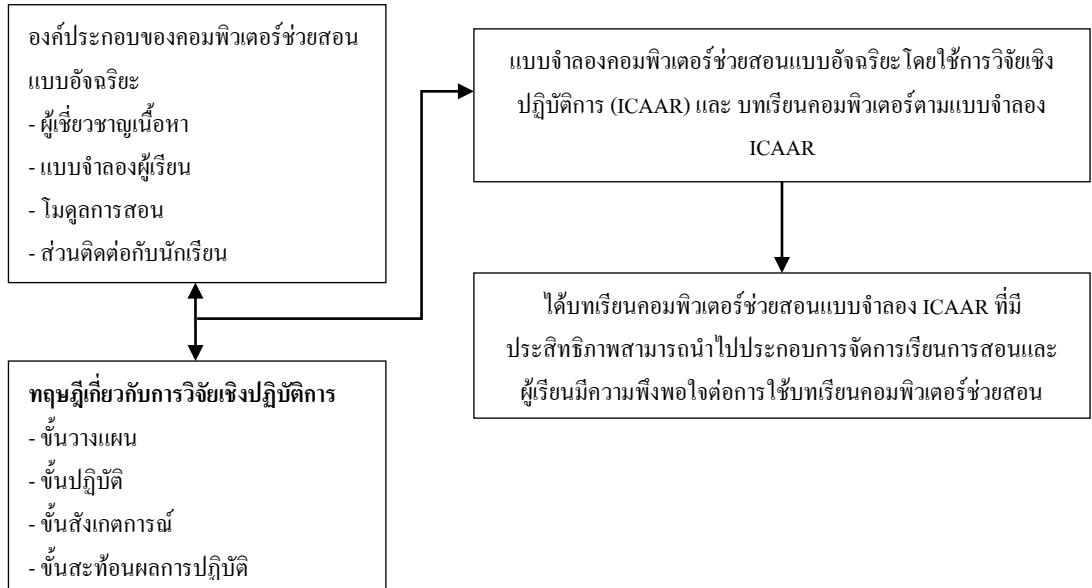 องค์ประกอบของคอมพิวเตอร์ช่วยสอน
แบบอัจฉริยะ
- ผู้เชี่ยวชาญเนื้อหา
- แบบจำลองผู้เรียน
- โมดูลการสอน
- ส่วนติดต่อกับนักเรียน
ทฤษฎีเกี่ยวกับการวิจัยเชิงปฏิบัติการ
- ขั้นวางแผน
- ขั้นปฏิบัติ
- ขั้นสังเกตการณ์
- ขั้นสะท้อนผลการปฏิบัติ
แบบจำลองคอมพิวเตอร์ช่วยสอนแบบอัจฉริยะโดยใช้การวิจัยเชิง
ปฏิบัติการ (ICAAR) และ บทเรียนคอมพิวเตอร์ตามแบบจำลอง
ICAAR
ได้บทเรียนคอมพิวเตอร์ช่วยสอนแบบจำลอง ICAAR ที่มี
ประสิทธิภาพสามารถนำไปประกอบการจัดการเรียนการสอนและ
ผู้เรียนมีความพึงพอใจต่อการใช้บทเรียนคอมพิวเตอร์ช่วยสอน